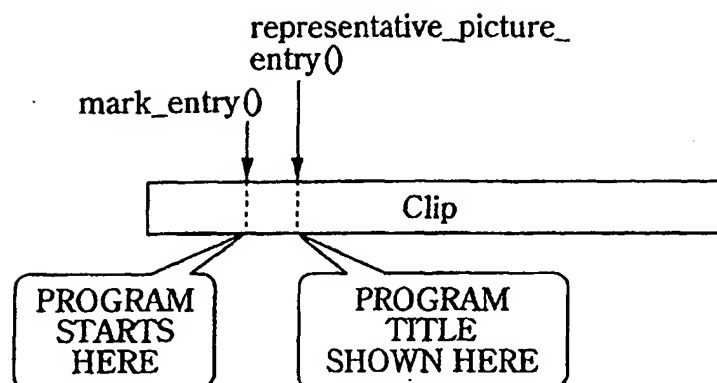 representative_picture_
entry()
mark_entry()
Clip
PROGRAM
STARTS
HERE
PROGRAM
TITLE
SHOWN HERE